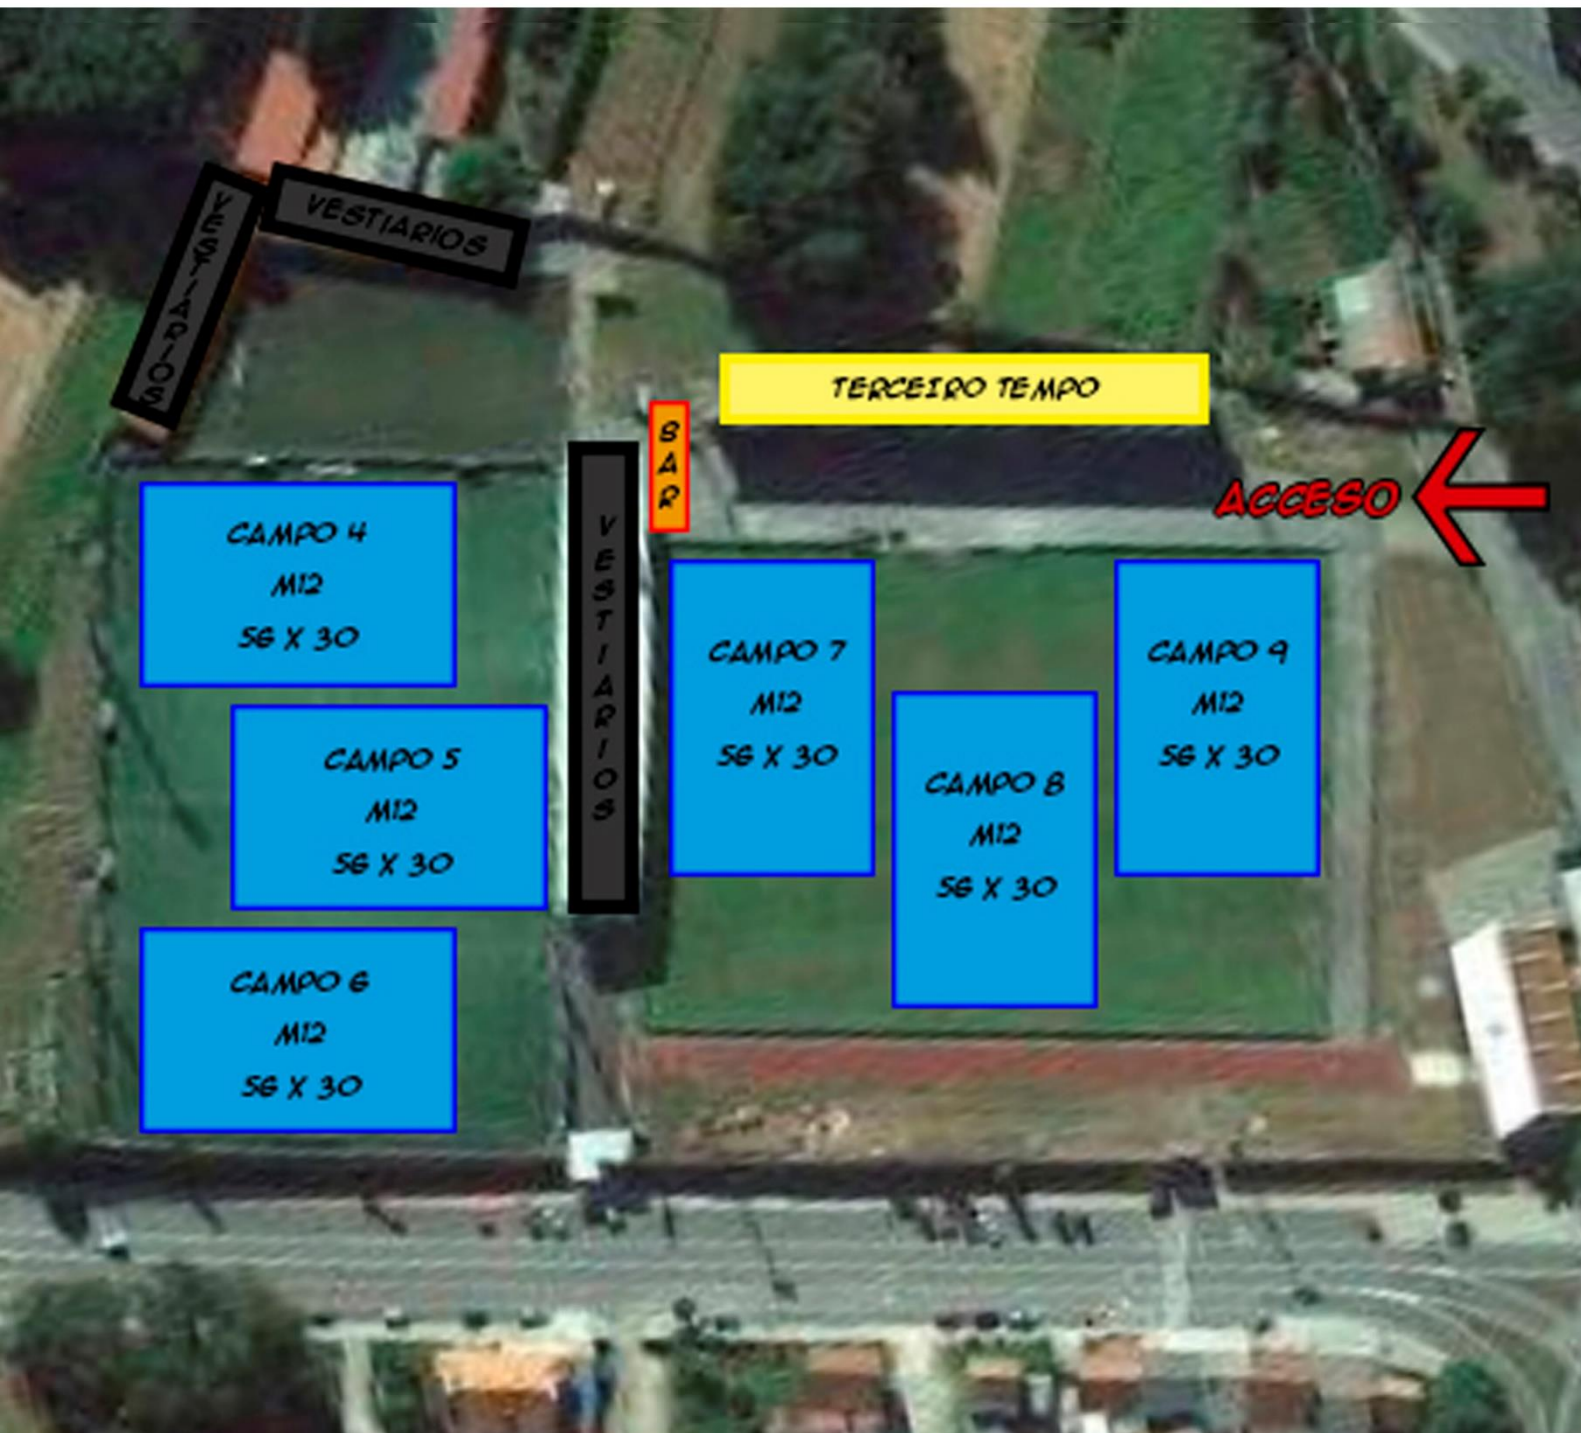 VESTIARIOS
VESTIARIOS
TERCEIRO TEMPO
BAR
ACCESO
VESTIARIOS
CAMPO 4
M12
56 X 30
CAMPO 5
M12
56 X 30
CAMPO 6
M12
56 X 30
CAMPO 7
M12
56 X 30
CAMPO 8
M12
56 X 30
CAMPO 9
M12
56 X 30